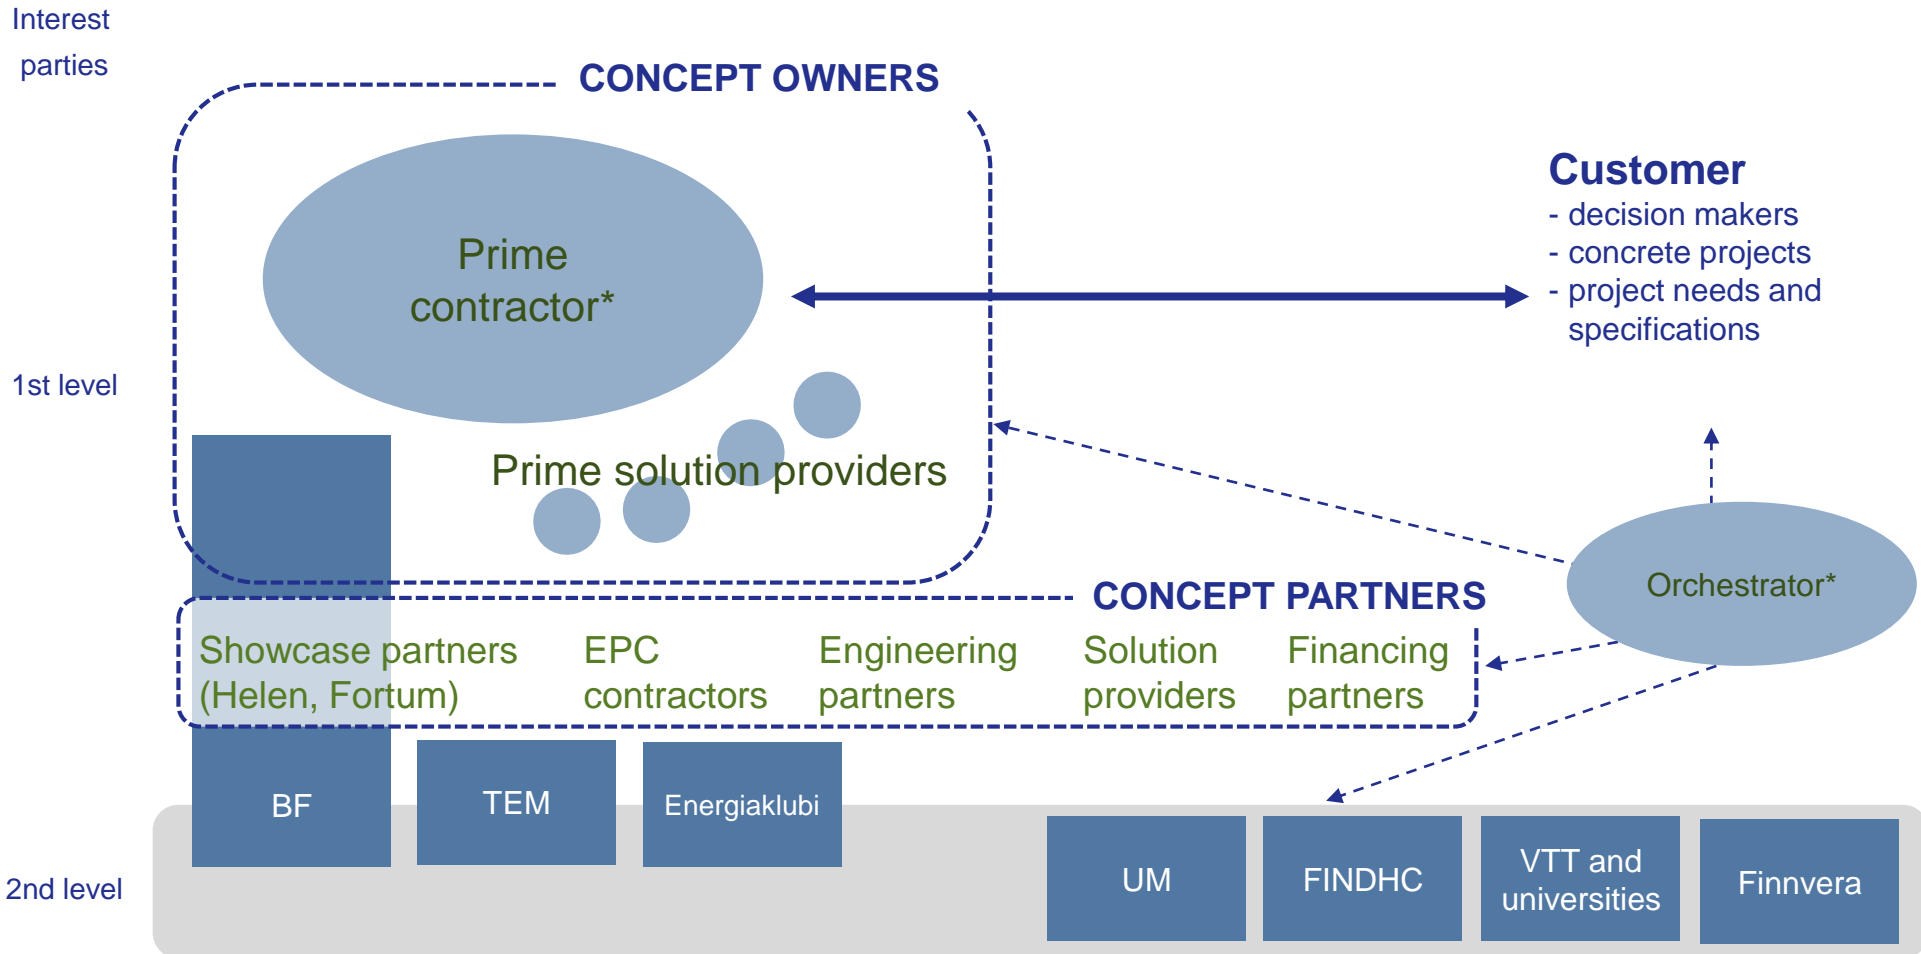 Interest
parties
CONCEPT OWNERS
Prime
contractor*
Customer
- decision makers
- concrete projects
- project needs and
specifications
1st level
Prime solution providers
Orchestrator*
CONCEPT PARTNERS
Showcase partners
(Helen, Fortum)
EPC
contractors
Engineering
partners
Solution
providers
Financing
partners
BF
TEM
Energiaklubi
2nd level
UM
FINDHC
VTT and
universities
Finnvera